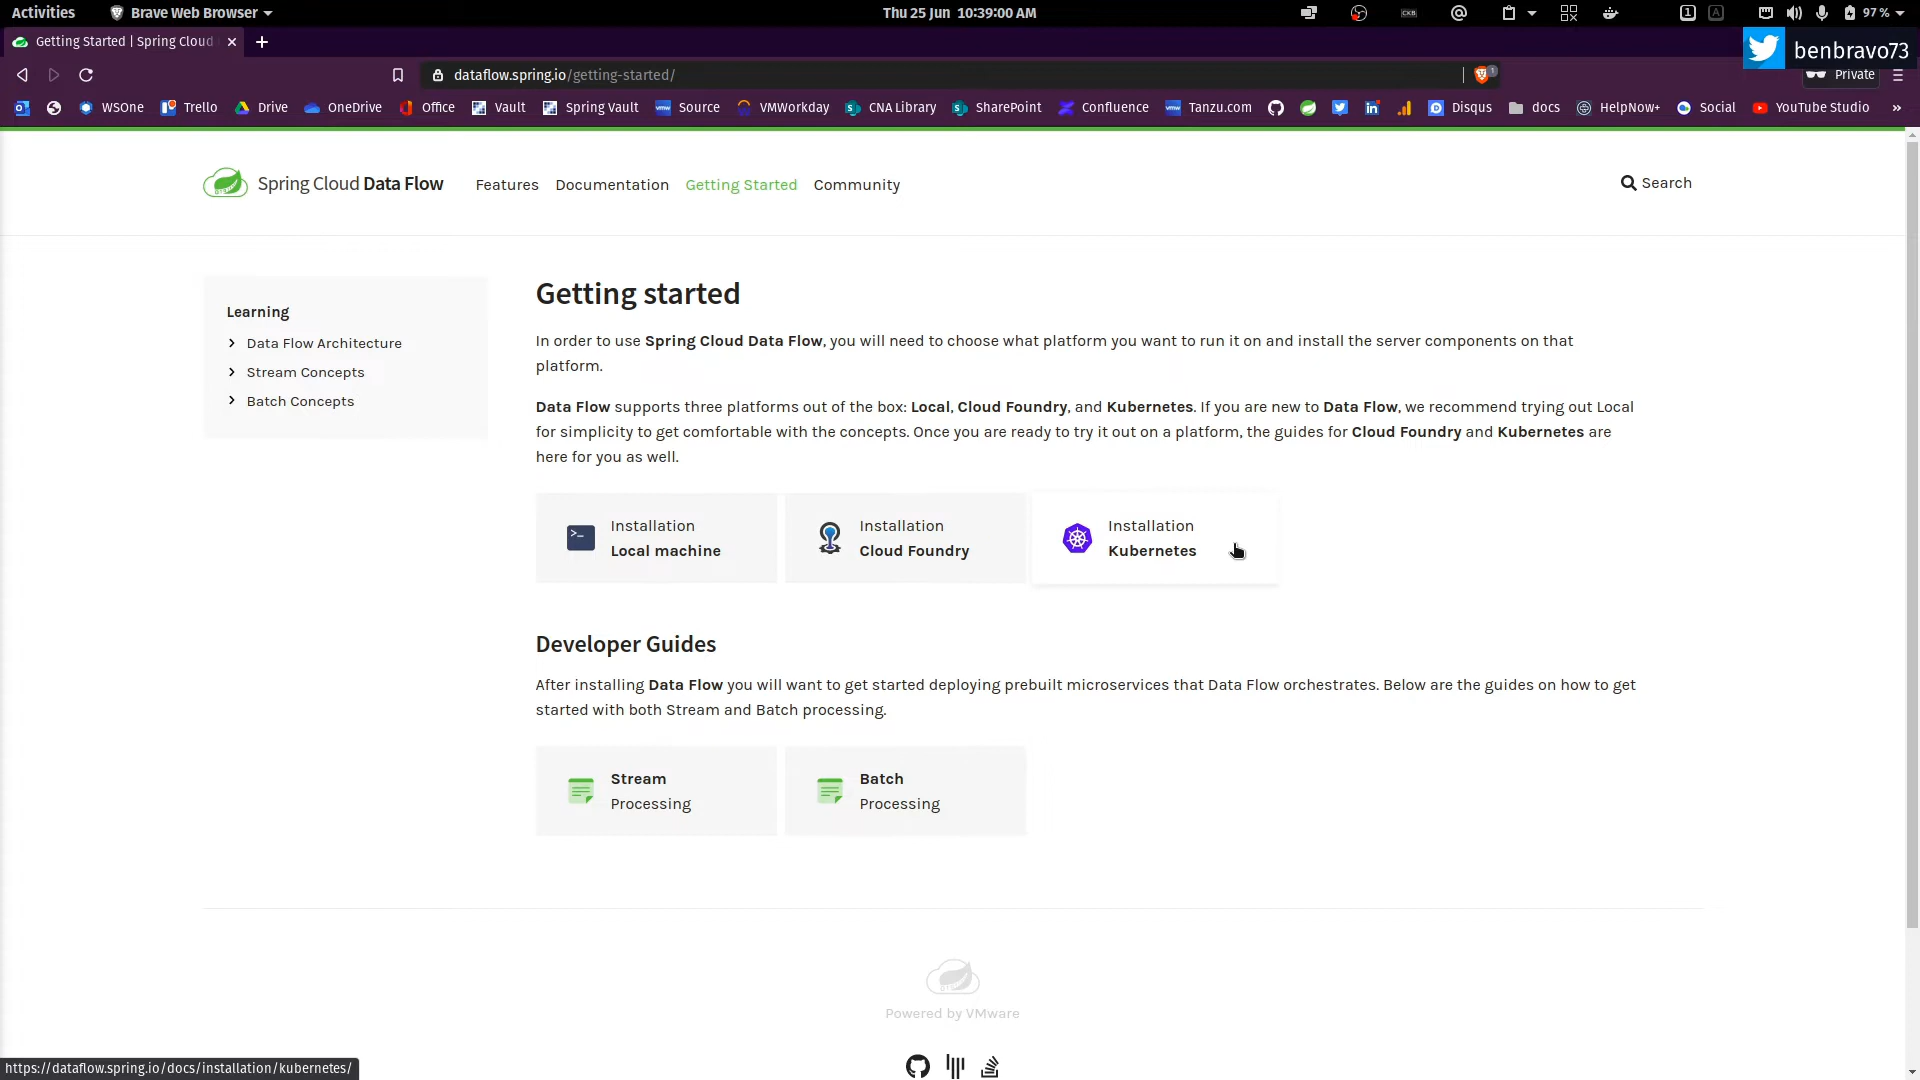 Activities
Brave Web Browser
Thu 25 Jun 10:39:00 AM
CKB
1
A
97 %
Getting Started | Spring Cloud
benbravo73
dataflow.spring.io/getting-started/
1
Private
WSOne
Trello
Drive
OneDrive
Office
Vault
Spring Vault
Source
VMWorkday
CNA Library
SharePoint
Confluence
Tanzu.com
Disqus
docs
HelpNow+
Social
YouTube Studio
Spring Cloud Data Flow
Features
Documentation
Getting Started
Community
Search
Learning
Data Flow Architecture
Stream Concepts
Batch Concepts
Getting started
In order to use Spring Cloud Data Flow, you will need to choose what platform you want to run it on and install the server components on that
platform.
Data Flow supports three platforms out of the box: Local, Cloud Foundry, and Kubernetes. If you are new to Data Flow, we recommend trying out Local
for simplicity to get comfortable with the concepts. Once you are ready to try it out on a platform, the guides for Cloud Foundry and Kubernetes are
here for you as well.
Installation
Local machine
Installation
Cloud Foundry
Installation
Kubernetes
Developer Guides
After installing Data Flow you will want to get started deploying prebuilt microservices that Data Flow orchestrates. Below are the guides on how to get
started with both Stream and Batch processing.
Stream
Processing
Batch
Processing
Powered by VMware
https://dataflow.spring.io/docs/installation/kubernetes/